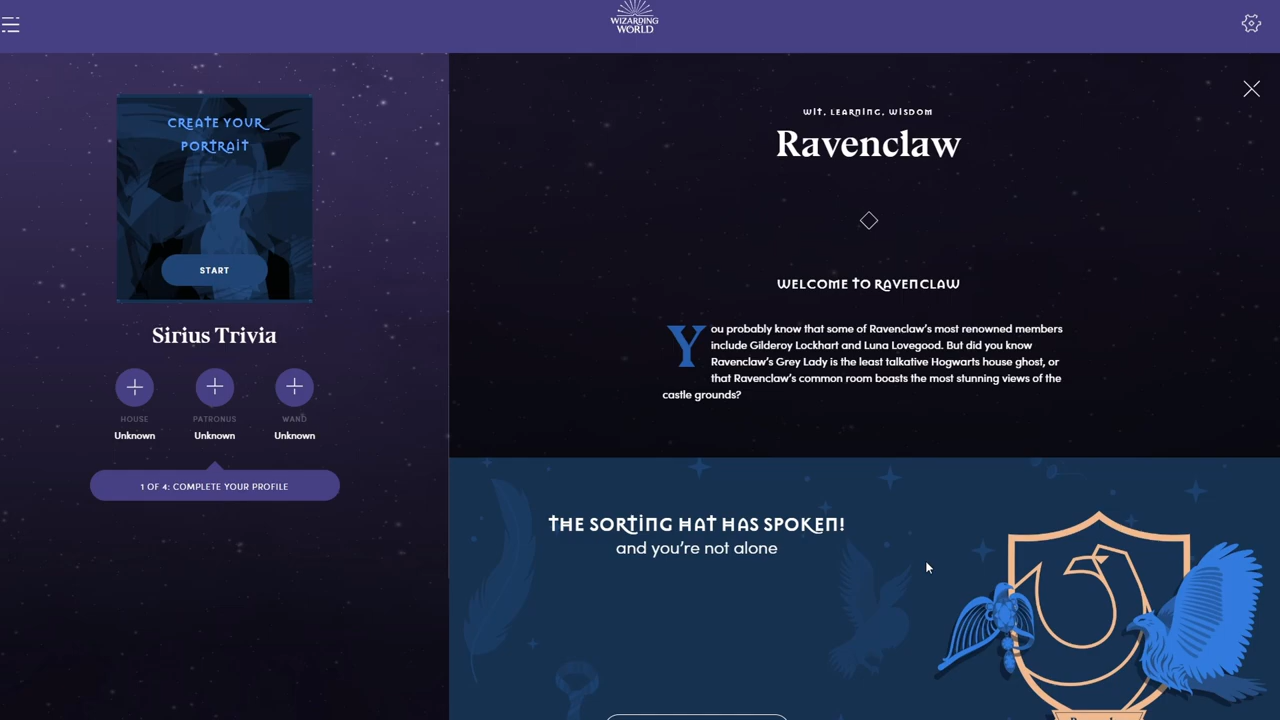 WIZARDING
WORLD
CREATE YOUR
PORTRAIT
START
Sirius Trivia
HOUSE
Unknown
PATRONUS
Unknown
WAND
Unknown
1 OF 4: COMPLETE YOUR PROFILE
WIT, LEARNING, WISDOM
Ravenclaw
WELCOME TO RAVENCLAW
You probably know that some of Ravenclaw's most renowned members
include Gilderoy Lockhart and Luna Lovegood. But did you know
Ravenclaw's Grey Lady is the least talkative Hogwarts house ghost, or
that Ravenclaw's common room boasts the most stunning views of the
castle grounds?
THE SORTING HAT HAS SPOKEN!
and you're not alone